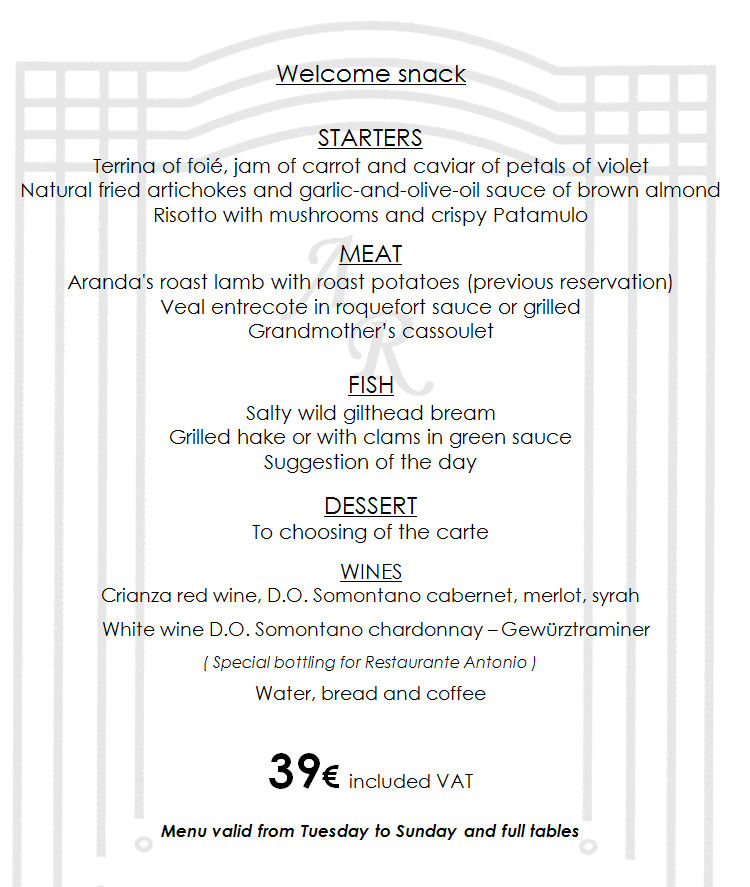 Welcome snack
STARTERS
Terrina of foié, jam of carrot and caviar of petals of violet
Natural fried artichokes and garlic-and-olive-oil sauce of brown almond
Risotto with mushrooms and crispy Patamulo
MEAT
Aranda's roast lamb with roast potatoes (previous reservation)
Veal entrecote in roquefort sauce or grilled
Grandmother's cassoulet
AR
FISH
Salty wild gilthead bream
Grilled hake or with clams in green sauce
Suggestion of the day
DESSERT
To choosing of the carte
WINES
Crianza red wine, D.O. Somontano cabernet, merlot, syrah
White wine D.O. Somontano chardonnay – Gewürztraminer
( Special bottling for Restaurante Antonio )
Water, bread and coffee
39€ included VAT
Menu valid from Tuesday to Sunday and full tables